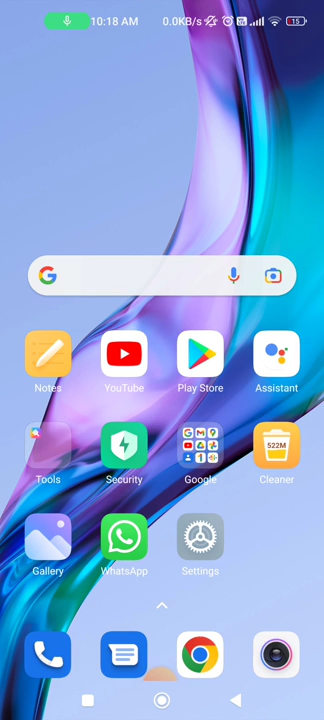 10:18 AM 0.0KB/s 15
Notes YouTube Play Store Assistant
522M
Tools Security Google Cleaner
Gallery WhatsApp Settings